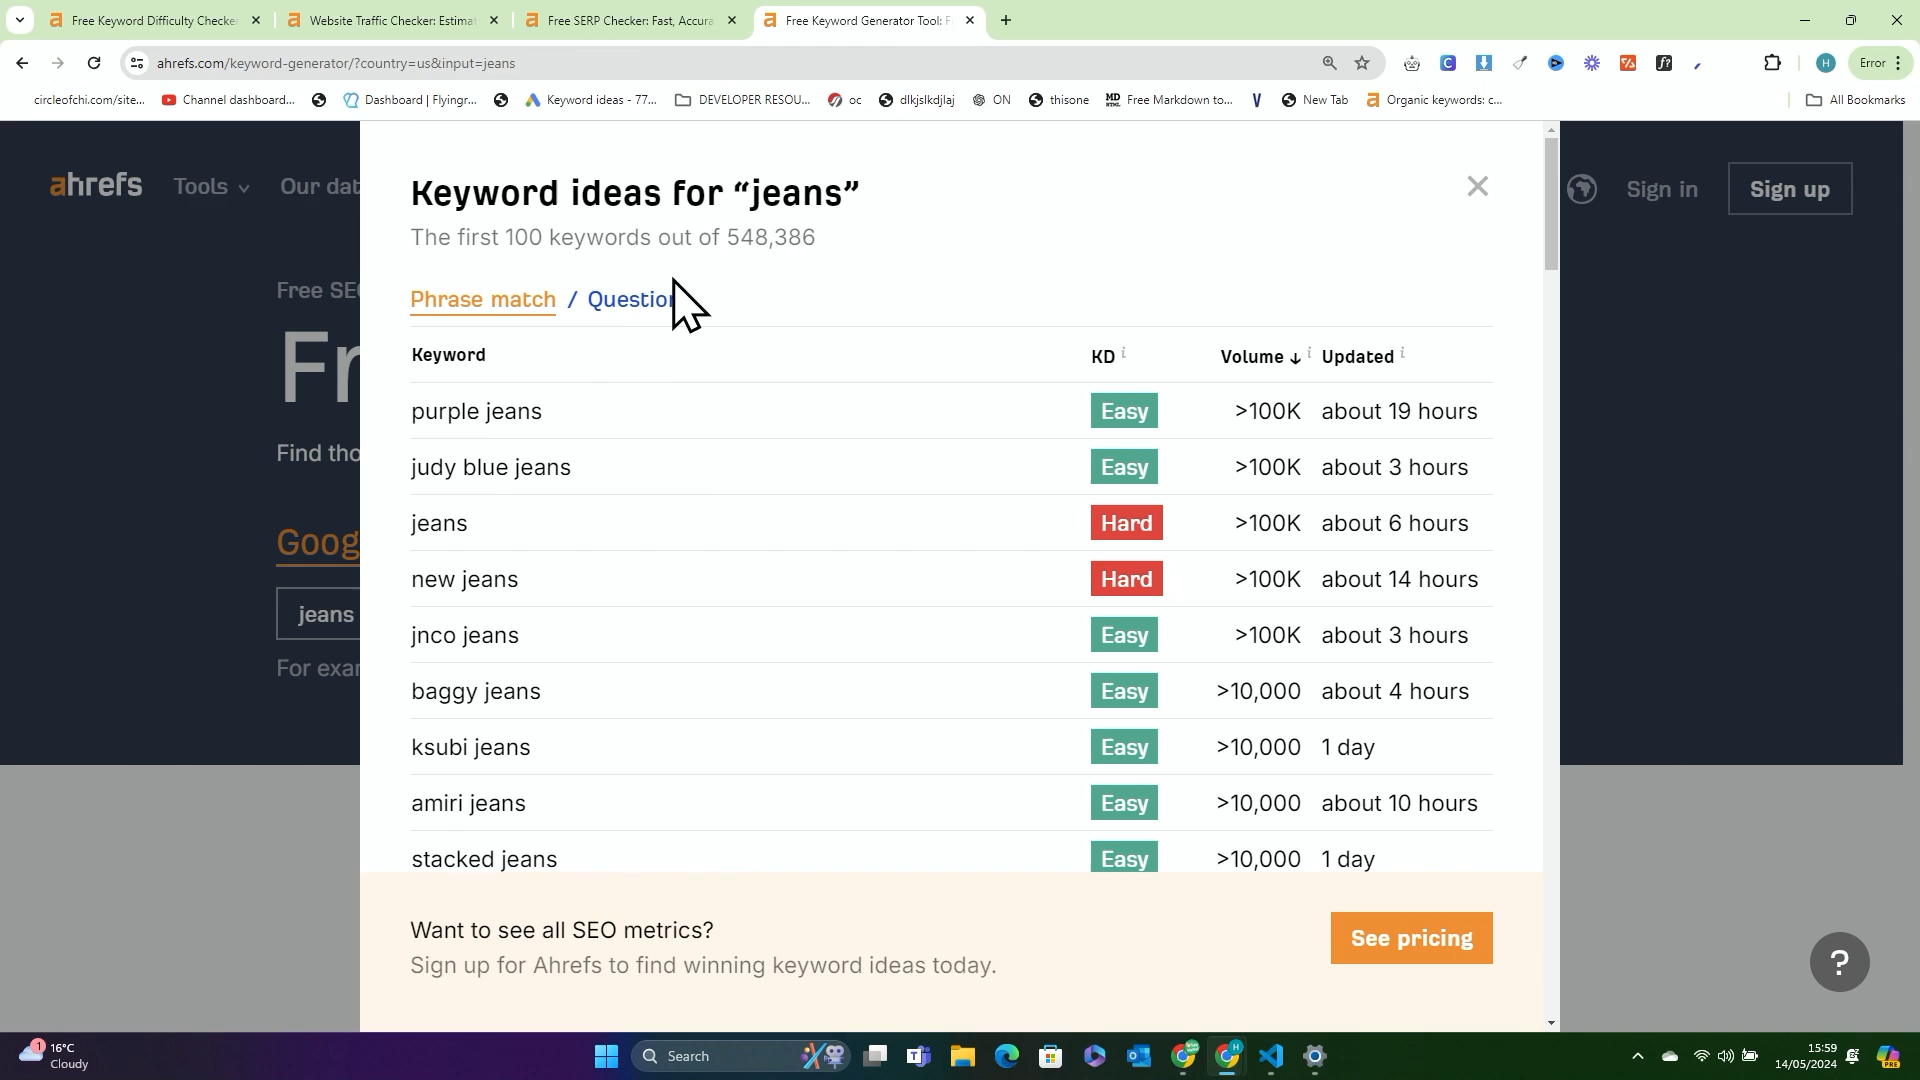 Free Keyword Difficulty Checke
Website Traffic Checker: Estima
Free SERP Checker: Fast, Accura
Free Keyword Generator Tool: F
ahrefs.com/keyword-generator/?country=us&input=jeans
H
Error
circleofchi.com/site...
Channel dashboard...
Dashboard | Flyingr...
Keyword ideas - 77...
DEVELOPER RESOU...
oc
dlkjslkdjlaj
ON
thisone
Free Markdown to...
New Tab
Organic keywords: c...
All Bookmarks
ahrefs
Tools
Our dat
Sign in
Sign up
Keyword ideas for “jeans”
The first 100 keywords out of 548,386
Phrase match / Question
Free SE
Fr
Find tho
Goog
jeans
For exar
Keyword KD i Volume ↓ i Updated i
purple jeans Easy >100K about 19 hours
judy blue jeans Easy >100K about 3 hours
jeans Hard >100K about 6 hours
new jeans Hard >100K about 14 hours
jnco jeans Easy >100K about 3 hours
baggy jeans Easy >10,000 about 4 hours
ksubi jeans Easy >10,000 1 day
amiri jeans Easy >10,000 about 10 hours
stacked jeans Easy >10,000 1 day
Want to see all SEO metrics?
Sign up for Ahrefs to find winning keyword ideas today.
See pricing
?
1
16°C
Cloudy
Search
15:59
14/05/2024